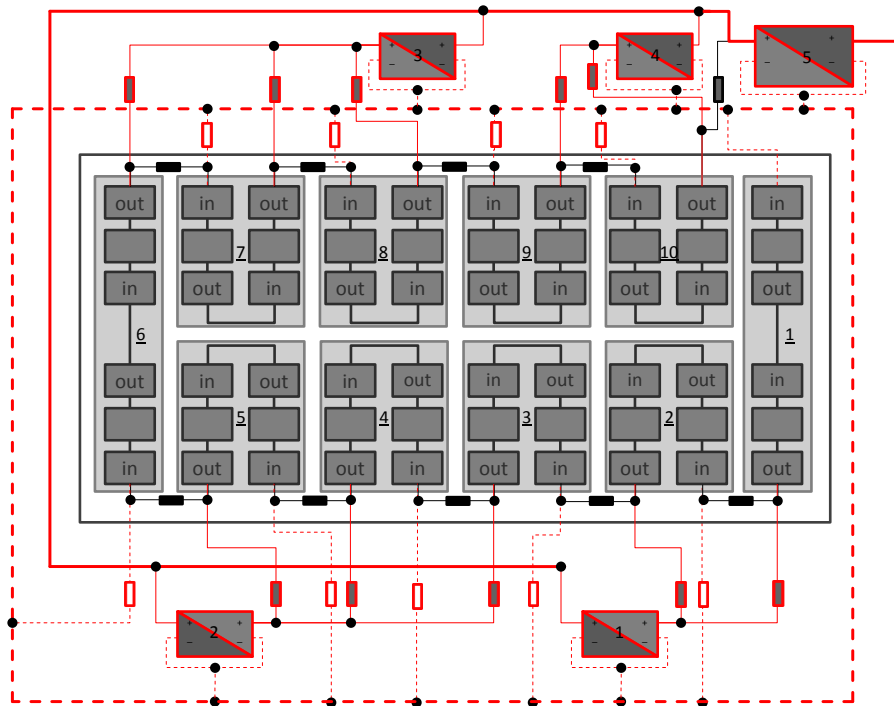 + + 3 − −
+ + 4 − −
+ + 5 − −
out in out in out in out in out in
7 8 9 10
in out in out in out in out in out
6 1
out in out in out in out in out in
5 4 3 2
in out in out in out in out in out
+ + 2 − −
+ + 1 − −